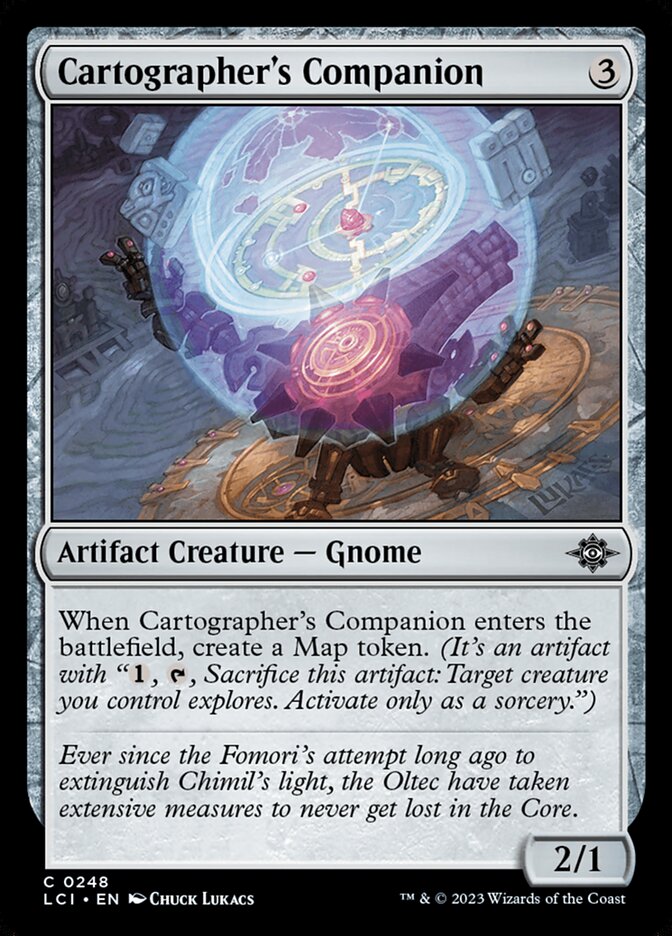 Cartographer's Companion 3
LUKACS
Artifact Creature — Gnome
When Cartographer's Companion enters the
battlefield, create a Map token. (It's an artifact
with “1, , Sacrifice this artifact: Target creature
you control explores. Activate only as a sorcery.”)
Ever since the Fomori's attempt long ago to
extinguish Chimil's light, the Oltec have taken
extensive measures to never get lost in the Core.
2/1
C 0248
LCI • EN Chuck Lukacs
™ & © 2023 Wizards of the Coast